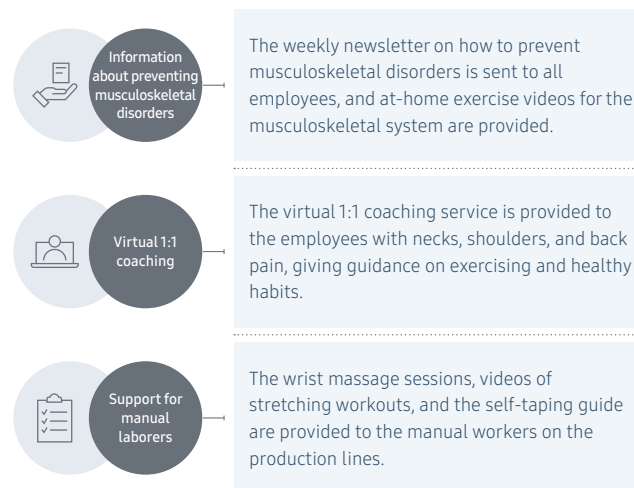 Information
about preventing
musculoskeletal
disorders
The weekly newsletter on how to prevent
musculoskeletal disorders is sent to all
employees, and at-home exercise videos for the
musculoskeletal system are provided.
Virtual 1:1
coaching
The virtual 1:1 coaching service is provided to
the employees with necks, shoulders, and back
pain, giving guidance on exercising and healthy
habits.
Support for
manual
laborers
The wrist massage sessions, videos of
stretching workouts, and the self-taping guide
are provided to the manual workers on the
production lines.